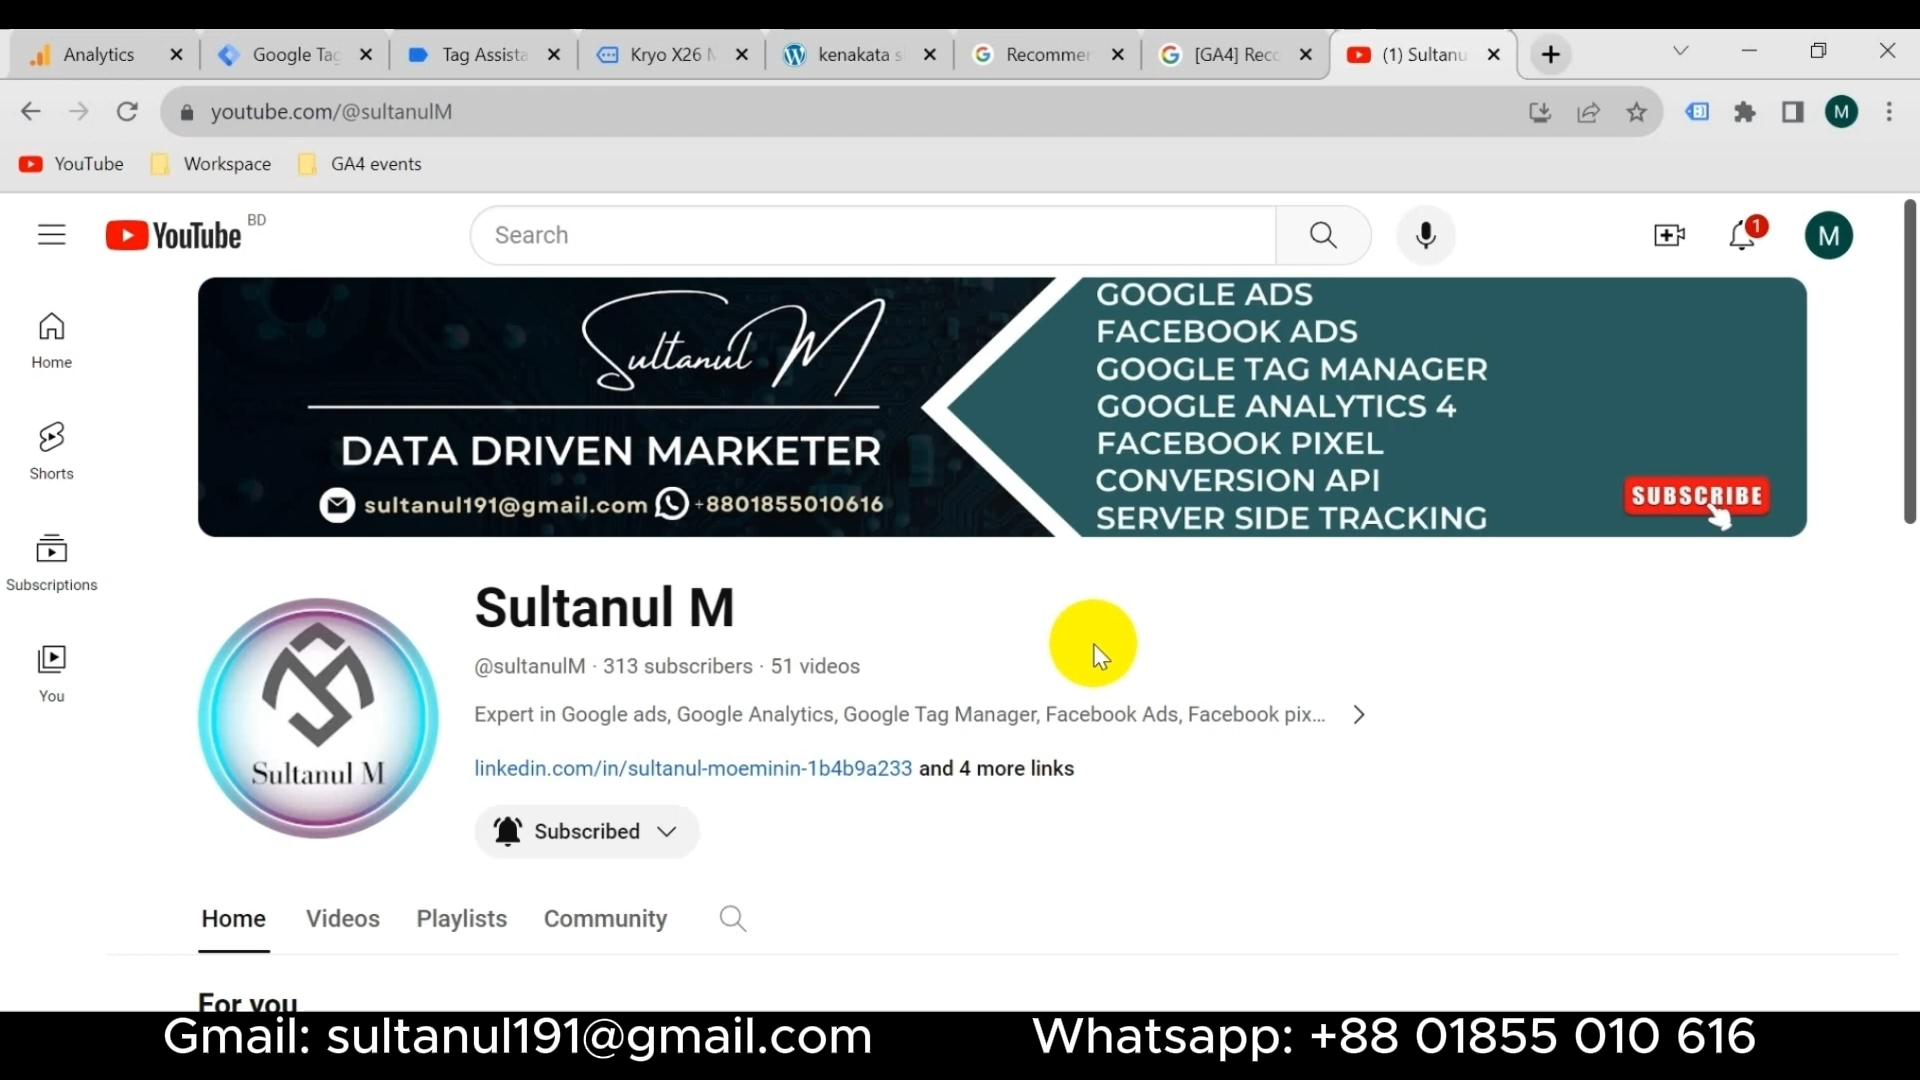 Analytics
Google Tag
Tag Assista
Kryo X26 M
kenakata s
Recommen
[GA4] Reco
(1) Sultanu
youtube.com/@sultanulM
M
YouTube
Workspace
GA4 events
YouTube BD
Search
1
M
Home
Shorts
Subscriptions
You
Sultanul M
DATA DRIVEN MARKETER
sultanul191@gmail.com +8801855010616
GOOGLE ADS
FACEBOOK ADS
GOOGLE TAG MANAGER
GOOGLE ANALYTICS 4
FACEBOOK PIXEL
CONVERSION API
SERVER SIDE TRACKING
SUBSCRIBE
Sultanul M
Sultanul M
@sultanulM · 313 subscribers · 51 videos
Expert in Google ads, Google Analytics, Google Tag Manager, Facebook Ads, Facebook pix...
linkedin.com/in/sultanul-moeminin-1b4b9a233 and 4 more links
Subscribed
Home Videos Playlists Community
For you
Gmail: sultanul191@gmail.com Whatsapp: +88 01855 010 616